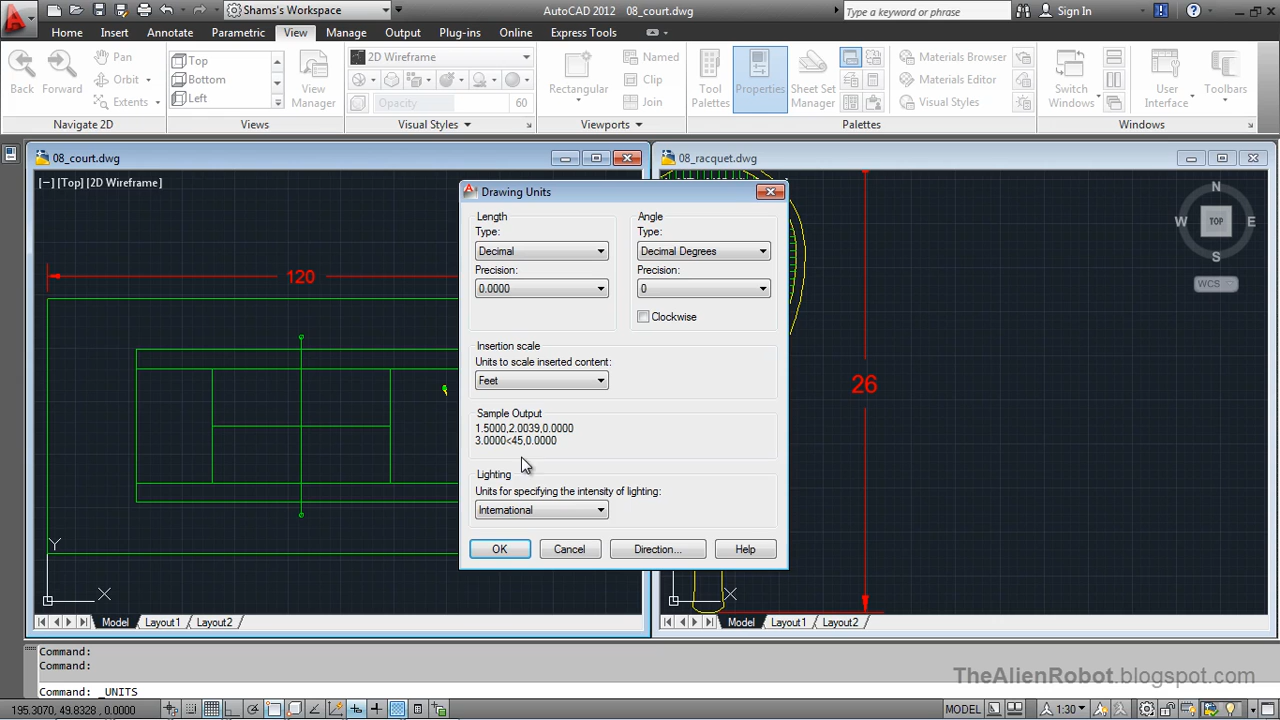 Shams's Workspace
AutoCAD 2012 08_court.dwg
Type a keyword or phrase
Sign In
Home Insert Annotate Parametric View Manage Output Plug-ins Online Express Tools
Back
Forward
Pan
Orbit
Extents
Navigate 2D
Top
Bottom
Left
View
Manager
Views
2D Wireframe
Opacity 60
Visual Styles
Rectangular
Named
Clip
Join
Viewports
Tool
Palettes
Properties
Sheet Set
Manager
Materials Browser
Materials Editor
Visual Styles
Palettes
Switch
Windows
User
Interface
Toolbars
Windows
08_court.dwg
[−] [Top] [2D Wireframe]
120
Y
X
Model Layout1 Layout2
08_racquet.dwg
26
N
W TOP E
S
WCS
X
Model Layout1 Layout2
Drawing Units
Length
Type:
Decimal
Precision:
0.0000
Angle
Type:
Decimal Degrees
Precision:
0
Clockwise
Insertion scale
Units to scale inserted content:
Feet
Sample Output
1.5000,2.0039,0.0000
3.0000<45,0.0000
Lighting
Units for specifying the intensity of lighting:
International
OK Cancel Direction... Help
Command:
Command:
Command: _UNITS
TheAlienRobot.blogspot.com
195.3070, 49.8328, 0.0000
MODEL
1:30